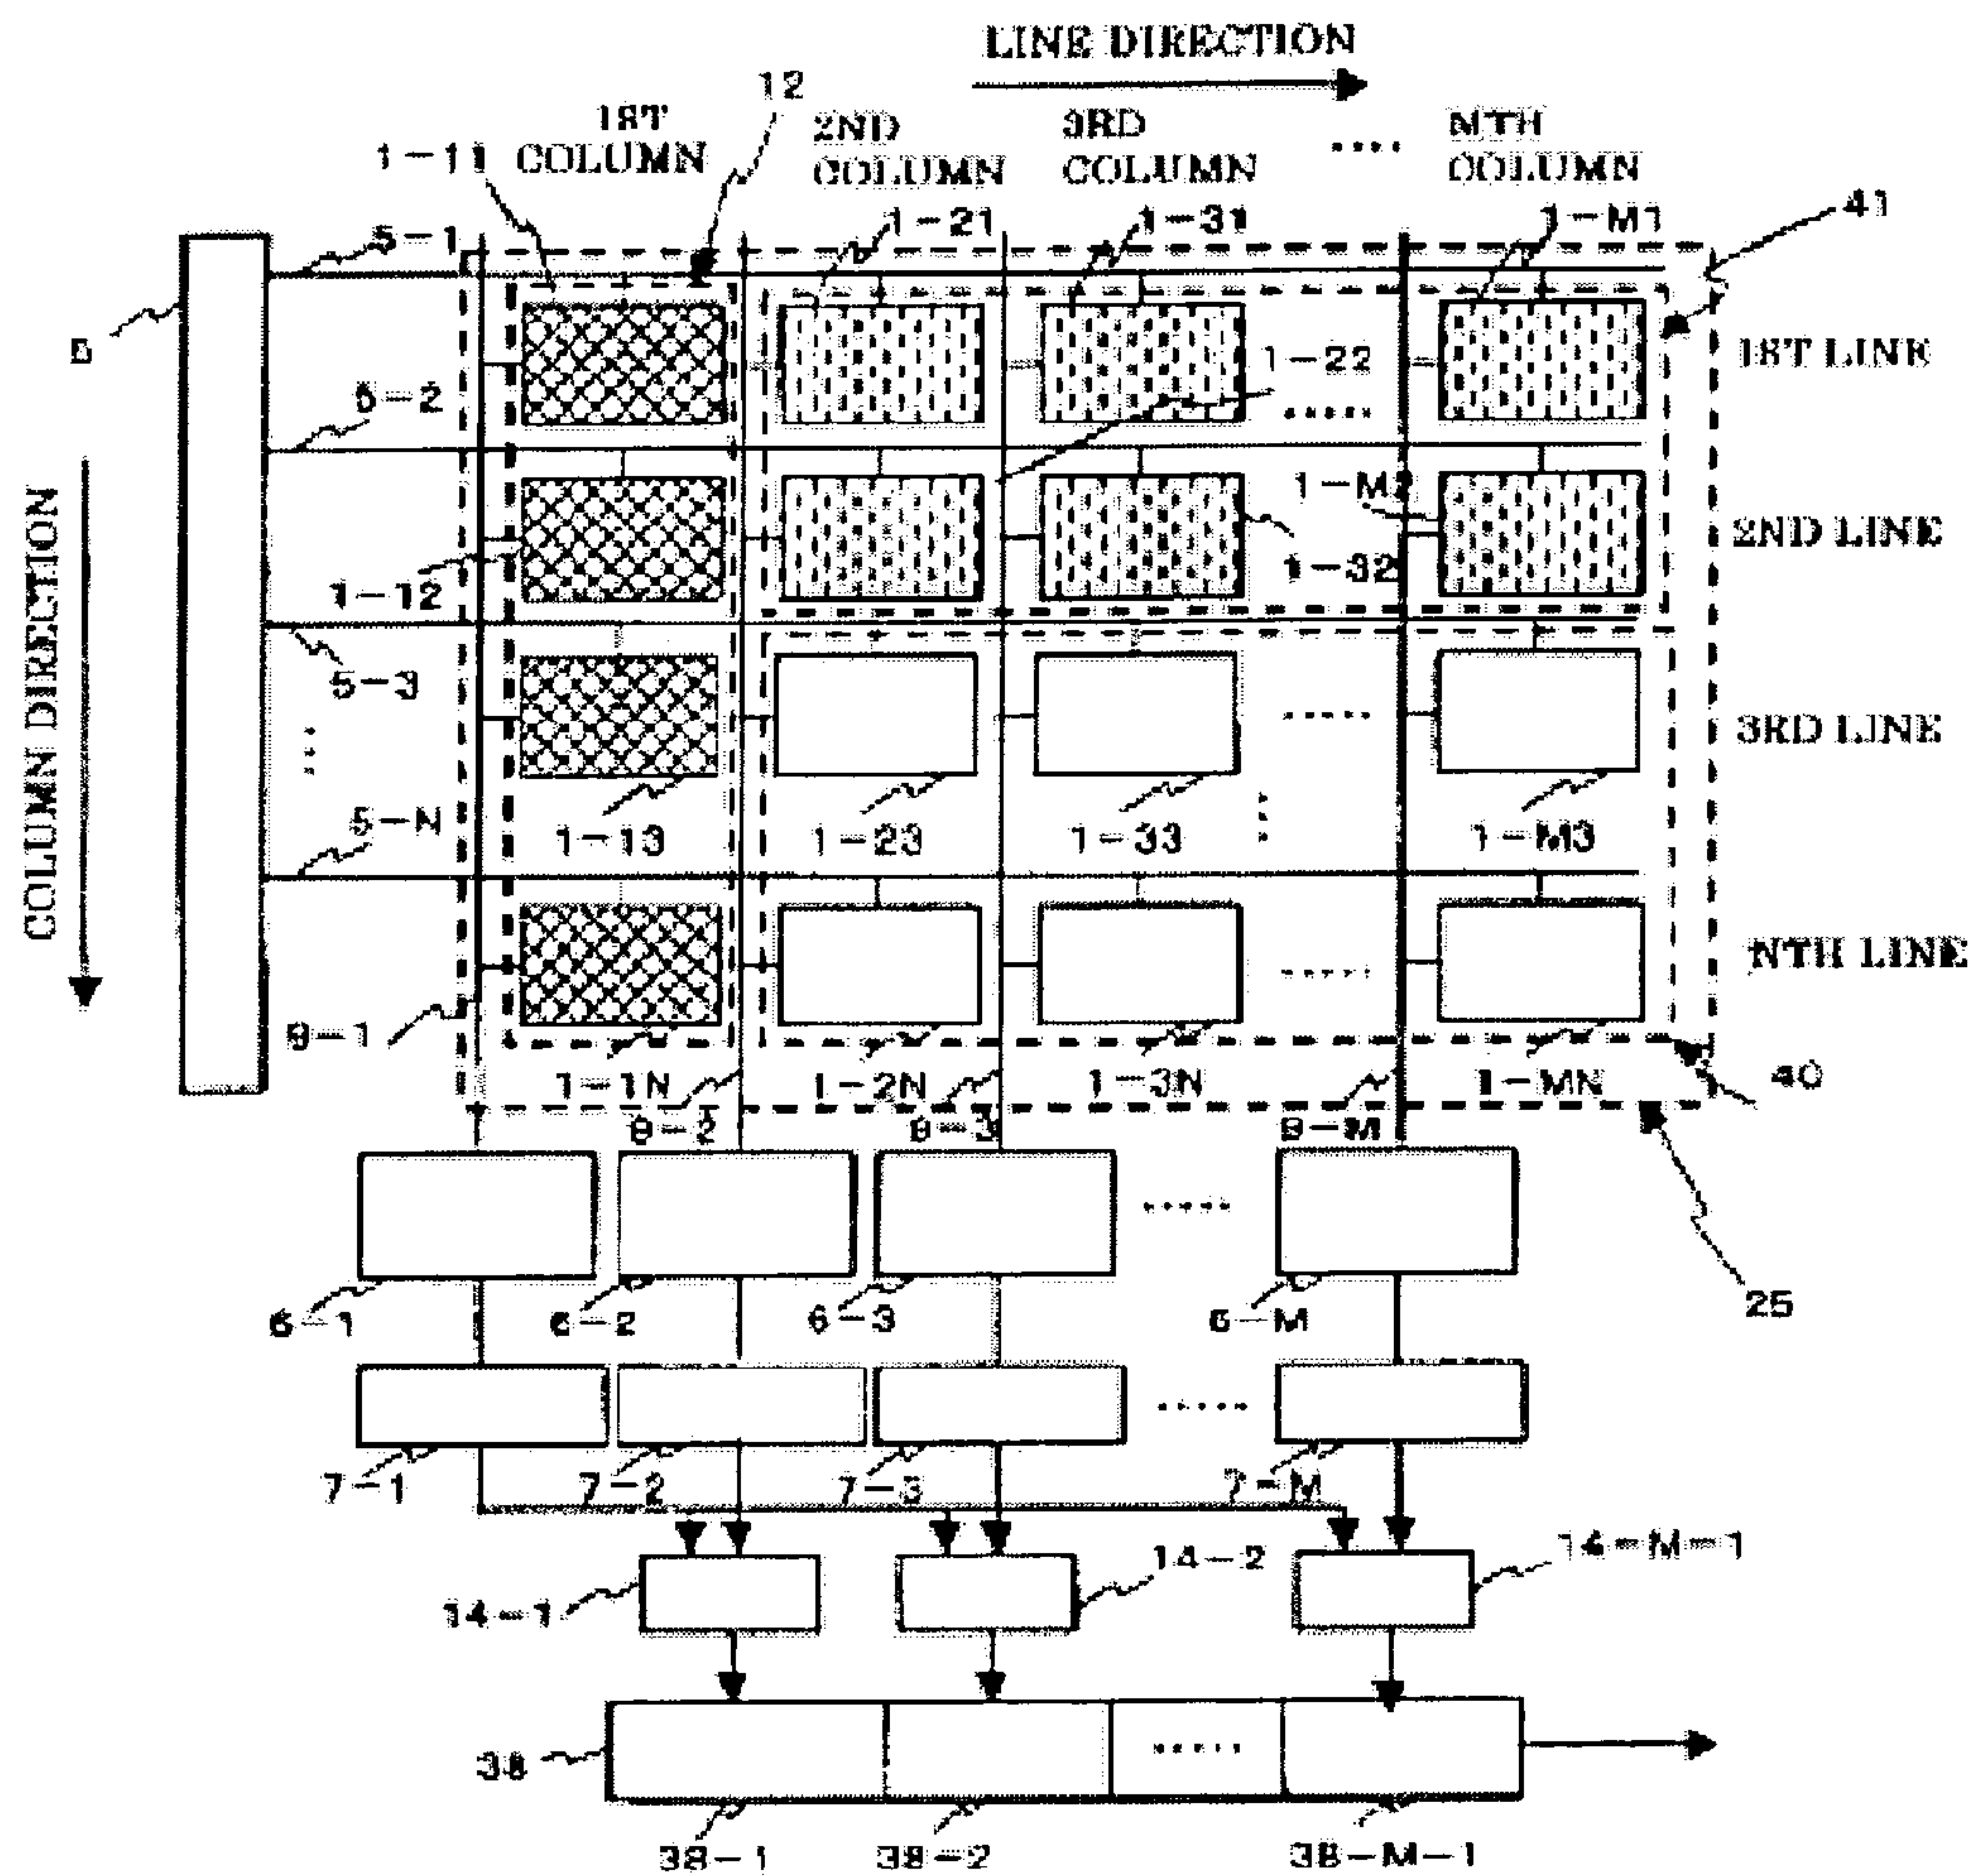 LINE DIRECTION
12
1ST COLUMN
2ND COLUMN
3RD COLUMN
.....
MTH COLUMN
1-11
1-21
1-31
1-M1
41
5-1
5
1ST LINE
1-22
.....
5-2
1-M2
2ND LINE
1-12
1-32
COLUMN DIRECTION
5-3
.....
3RD LINE
5-N
1-13
1-23
1-33
1-M3
.....
NTH LINE
9-1
1-1N
1-2N
1-3N
1-MN
40
9-2
9-3
9-M
.....
25
6-1
6-2
6-3
6-M
.....
7-1
7-2
7-3
7-M
14-1
14-2
14-M-1
38
.....
38-1
38-2
38-M-1